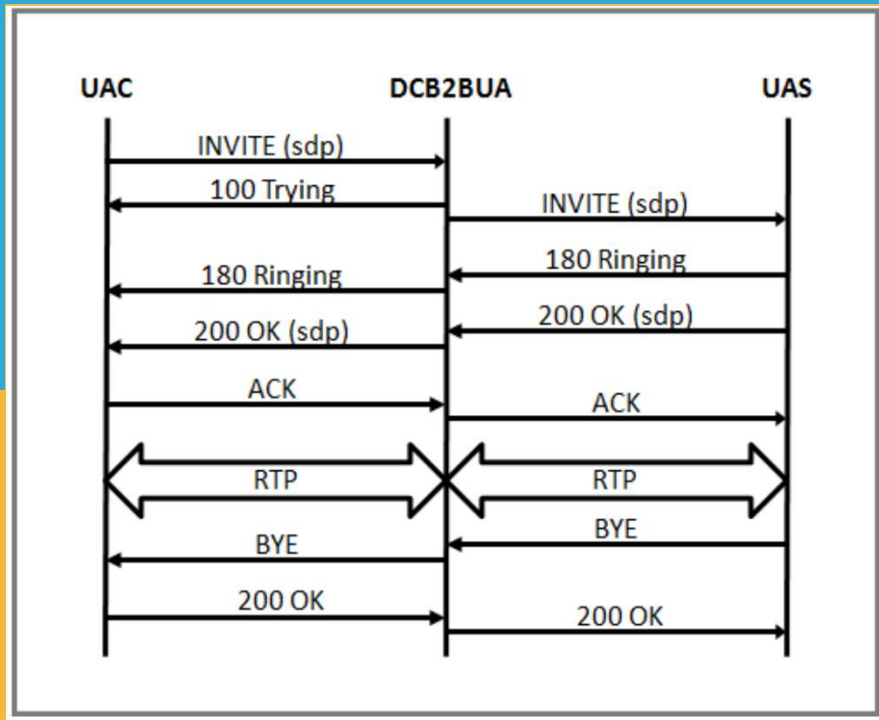 UAC DCB2BUA UAS
INVITE (sdp)
100 Trying
INVITE (sdp)
180 Ringing
180 Ringing
200 OK (sdp)
200 OK (sdp)
ACK
ACK
RTP RTP
BYE
BYE
200 OK
200 OK